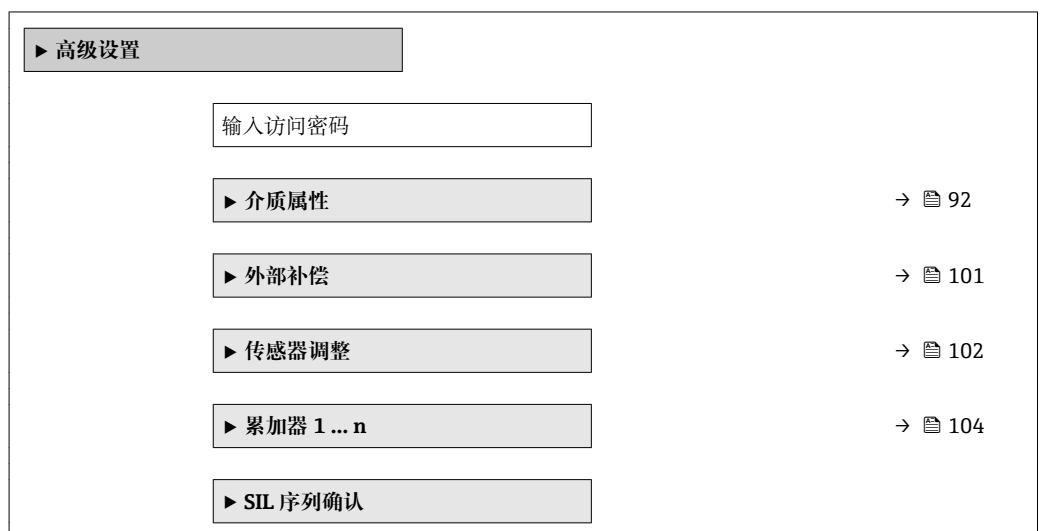 ▶ 高级设置
输入访问密码
▶ 介质属性 → 92
▶ 外部补偿 → 101
▶ 传感器调整 → 102
▶ 累加器 1 … n → 104
▶ SIL 序列确认